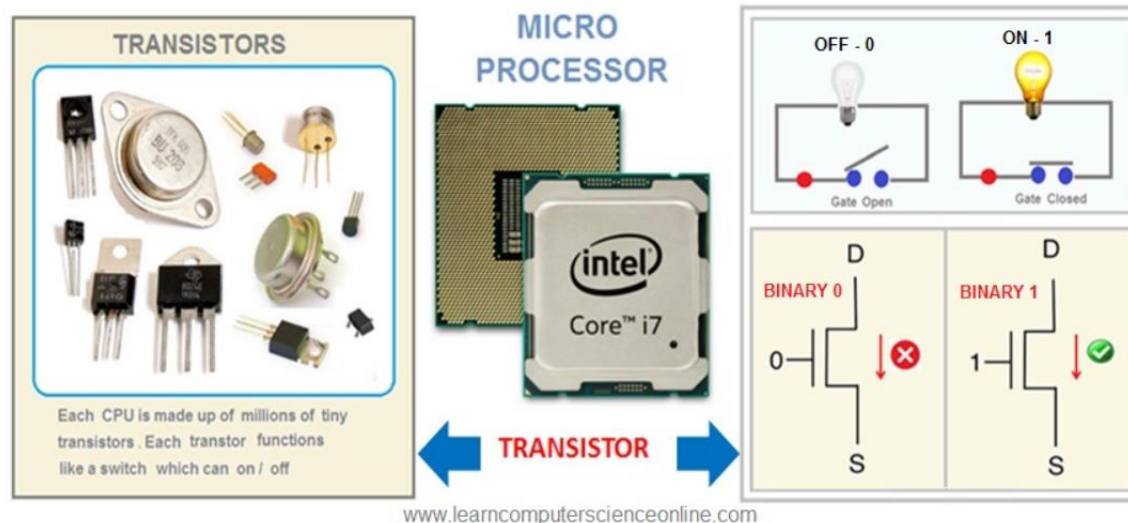 TRANSISTORS
BU 208
Each CPU is made up of millions of tiny
transistors . Each transtor functions
like a switch which can on / off
MICRO
PROCESSOR
intel
Core™ i7
TRANSISTOR
OFF - 0
ON - 1
Gate Open
Gate Closed
D
BINARY 0
0
S
D
BINARY 1
1
S
www.learncomputerscienceonline.com